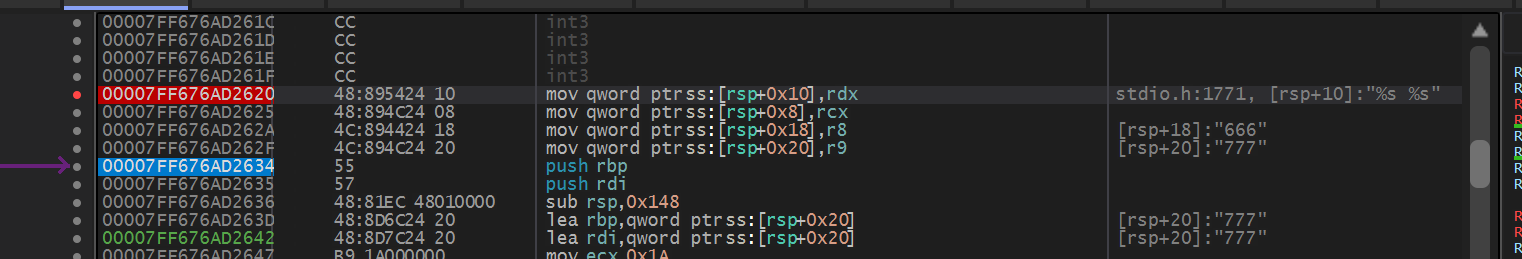 00007FF676AD261C CC int3
00007FF676AD261D CC int3
00007FF676AD261E CC int3
00007FF676AD261F CC int3
00007FF676AD2620 48:895424 10 mov qword ptrss:[rsp+0x10],rdx stdio.h:1771, [rsp+10]:"%s %s"
00007FF676AD2625 48:894C24 08 mov qword ptrss:[rsp+0x8],rcx
00007FF676AD262A 4C:894424 18 mov qword ptrss:[rsp+0x18],r8 [rsp+18]:"666"
00007FF676AD262F 4C:894C24 20 mov qword ptrss:[rsp+0x20],r9 [rsp+20]:"777"
00007FF676AD2634 55 push rbp
00007FF676AD2635 57 push rdi
00007FF676AD2636 48:81EC 48010000 sub rsp,0x148
00007FF676AD263D 48:8D6C24 20 lea rbp,qword ptrss:[rsp+0x20] [rsp+20]:"777"
00007FF676AD2642 48:8D7C24 20 lea rdi,qword ptrss:[rsp+0x20] [rsp+20]:"777"
00007FF676AD2647 B9 1A000000 mov ecx,0x1A